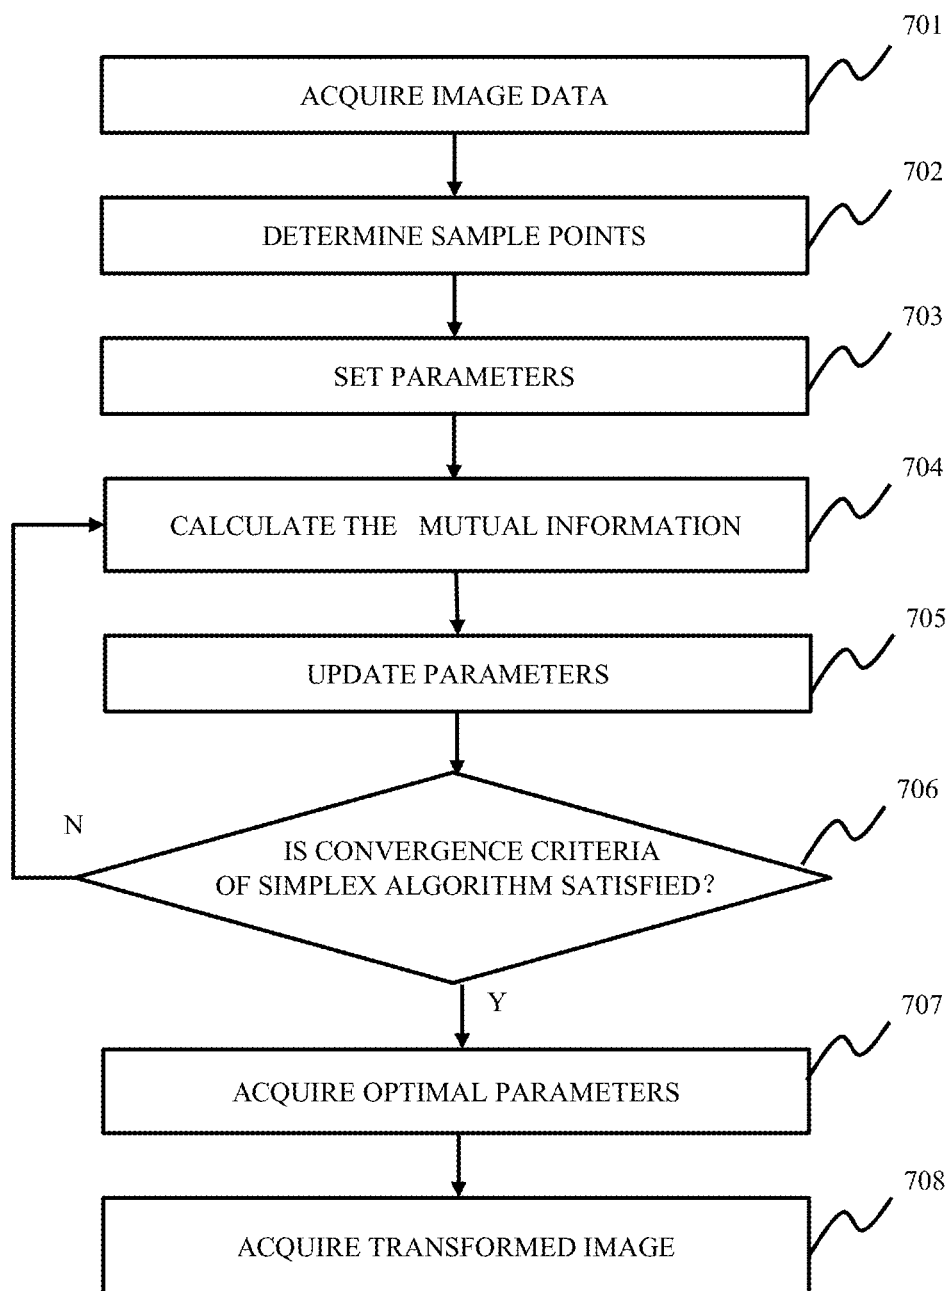 701
ACQUIRE IMAGE DATA
702
DETERMINE SAMPLE POINTS
703
SET PARAMETERS
704
CALCULATE THE MUTUAL INFORMATION
705
UPDATE PARAMETERS
706
N
IS CONVERGENCE CRITERIA
OF SIMPLEX ALGORITHM SATISFIED?
Y
707
ACQUIRE OPTIMAL PARAMETERS
708
ACQUIRE TRANSFORMED IMAGE